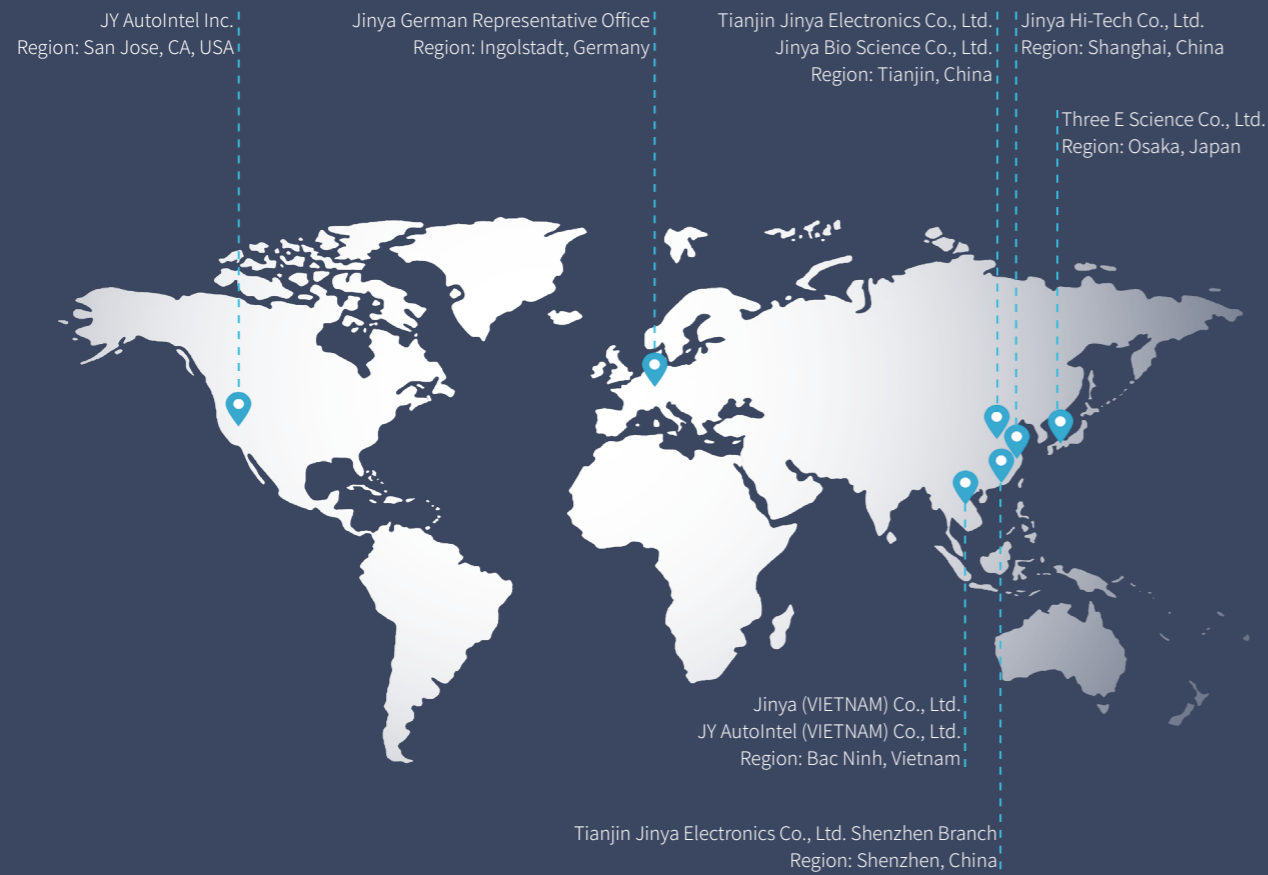 JY AutoIntel Inc.
Region: San Jose, CA, USA
Jinya German Representative Office
Region: Ingolstadt, Germany
Tianjin Jinya Electronics Co., Ltd.
Jinya Bio Science Co., Ltd.
Region: Tianjin, China
Jinya Hi-Tech Co., Ltd.
Region: Shanghai, China
Three E Science Co., Ltd.
Region: Osaka, Japan
Jinya (VIETNAM) Co., Ltd.
JY AutoIntel (VIETNAM) Co., Ltd.
Region: Bac Ninh, Vietnam
Tianjin Jinya Electronics Co., Ltd. Shenzhen Branch
Region: Shenzhen, China